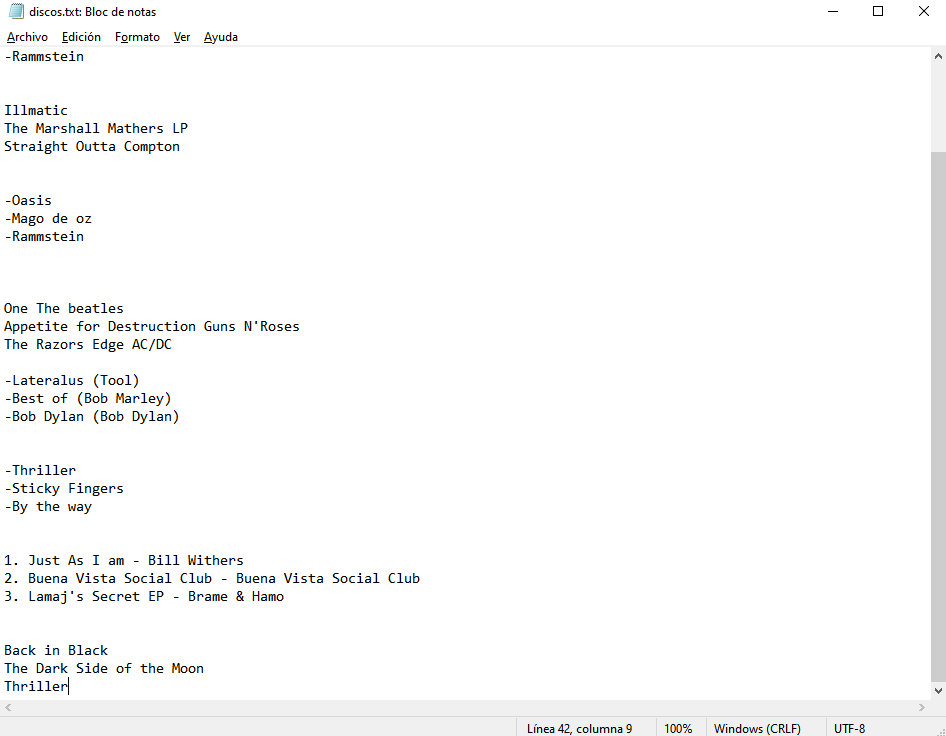 discos.txt: Bloc de notas
Archivo Edición Formato Ver Ayuda
-Rammstein
Illmatic
The Marshall Mathers LP
Straight Outta Compton
-Oasis
-Mago de oz
-Rammstein
One The beatles
Appetite for Destruction Guns N'Roses
The Razors Edge AC/DC
-Lateralus (Tool)
-Best of (Bob Marley)
-Bob Dylan (Bob Dylan)
-Thriller
-Sticky Fingers
-By the way
1. Just As I am - Bill Withers
2. Buena Vista Social Club - Buena Vista Social Club
3. Lamaj's Secret EP - Brame & Hamo
Back in Black
The Dark Side of the Moon
Thriller
Línea 42, columna 9 100% Windows (CRLF) UTF-8